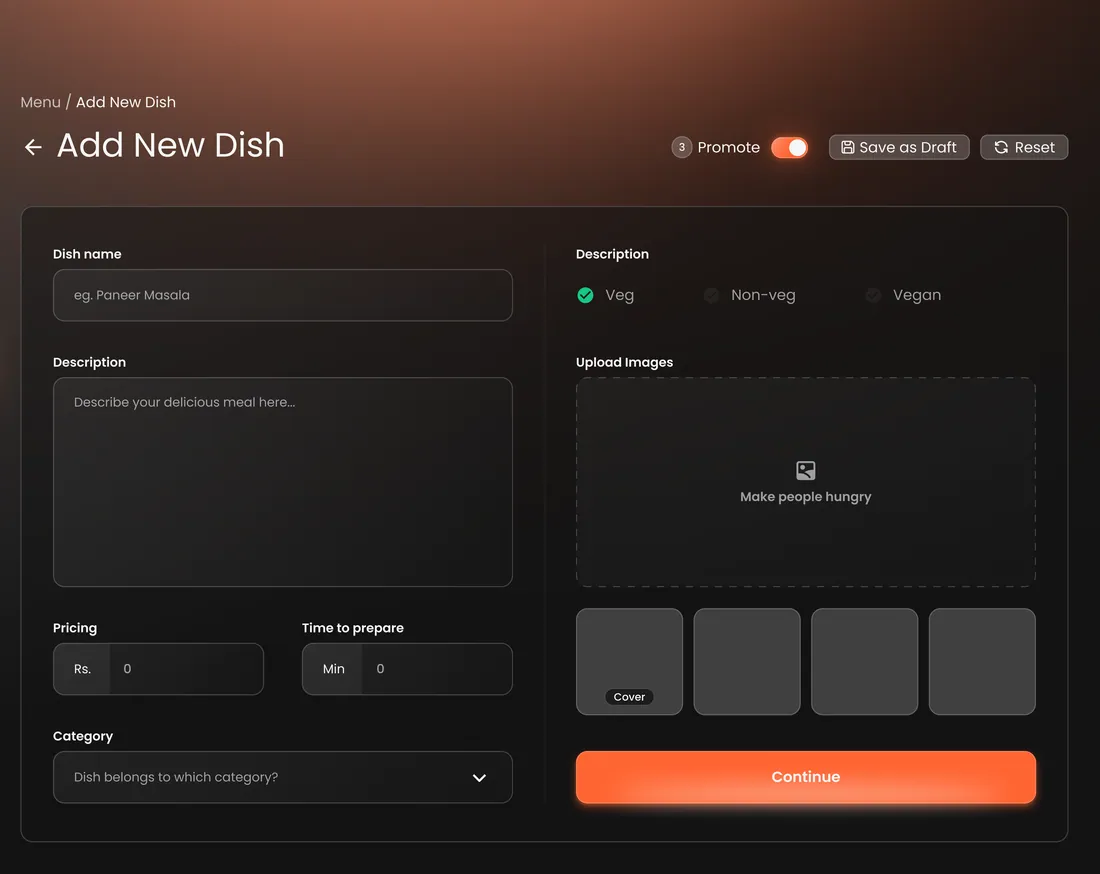 Menu / Add New Dish
Add New Dish
3 Promote
Save as Draft
Reset
Dish name
eg. Paneer Masala
Description
Describe your delicious meal here...
Pricing
Rs. 0
Time to prepare
Min 0
Category
Dish belongs to which category?
Description
Veg
Non-veg
Vegan
Upload Images
Make people hungry
Cover
Continue